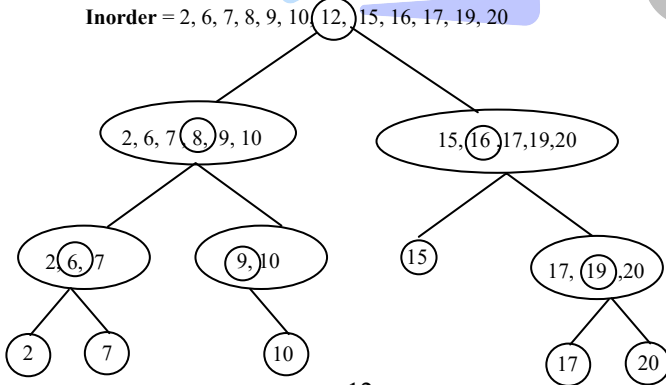 Inorder = 2, 6, 7, 8, 9, 10, 12, 15, 16, 17, 19, 20
2, 6, 7, 8, 9, 10
15, 16, 17,19,20
2, 6, 7
9, 10
15
17, 19 ,20
2
7
10
17
20